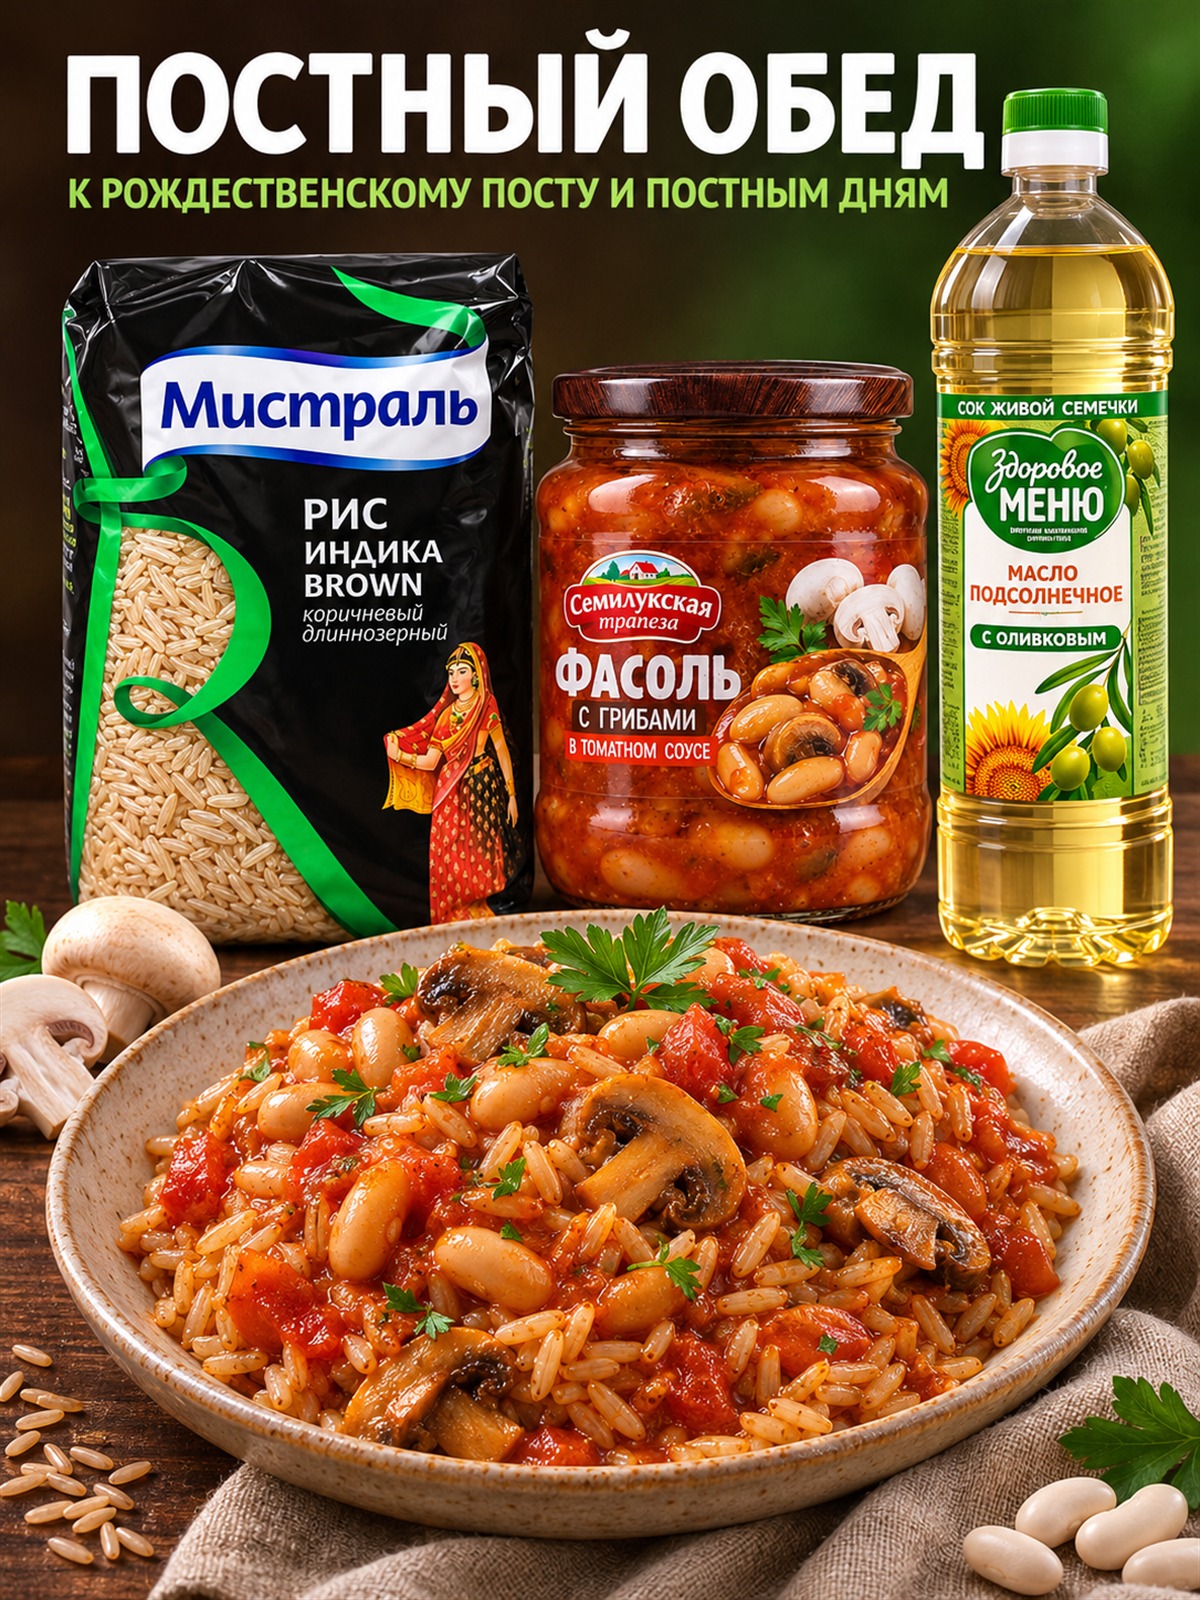 ПОСТНЫЙ ОБЕД
К РОЖДЕСТВЕНСКОМУ ПОСТУ И ПОСТНЫМ ДНЯМ
Мистраль
РИС
ИНДИКА
BROWN
коричневый
длиннозерный
Семилукская
трапеза
ФАСОЛЬ
С ГРИБАМИ
В ТОМАТНОМ СОУСЕ
СОК ЖИВОЙ СЕМЕЧКИ
Здоровое
МЕНЮ
МАСЛО
ПОДСОЛНЕЧНОЕ
С ОЛИВКОВЫМ